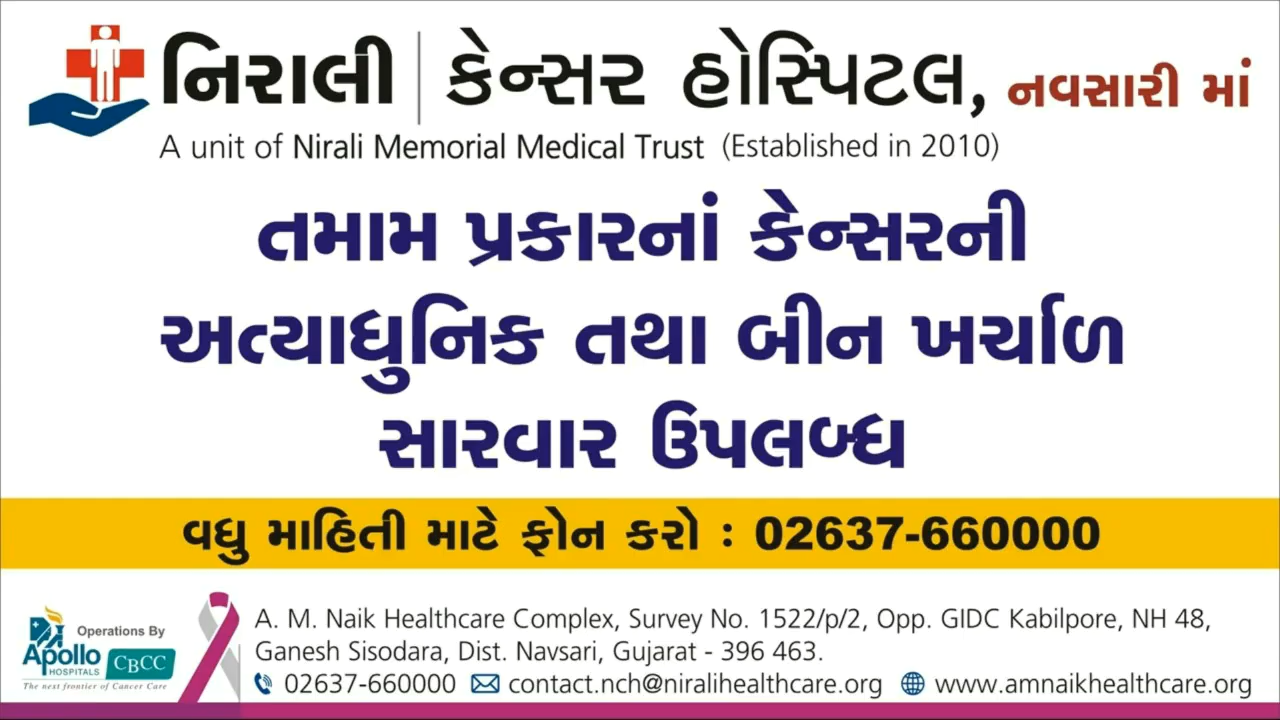 નિરાલી | કેન્સર હોસ્પિટલ, નવસારી માં
A unit of Nirali Memorial Medical Trust (Established in 2010)
તમામ પ્રકારનાં કેન્સરની
અત્યાધુનિક તથા બીન ખર્ચાળ
સારવાર ઉપલબ્ધ
વધુ માહિતી માટે ફોન કરો : 02637-660000
Operations By
Apollo
HOSPITALS
CBCC
The next frontier of Cancer Care
A. M. Naik Healthcare Complex, Survey No. 1522/p/2, Opp. GIDC Kabilpore, NH 48,
Ganesh Sisodara, Dist. Navsari, Gujarat - 396 463.
02637-660000 contact.nch@niralihealthcare.org www.amnaikhealthcare.org